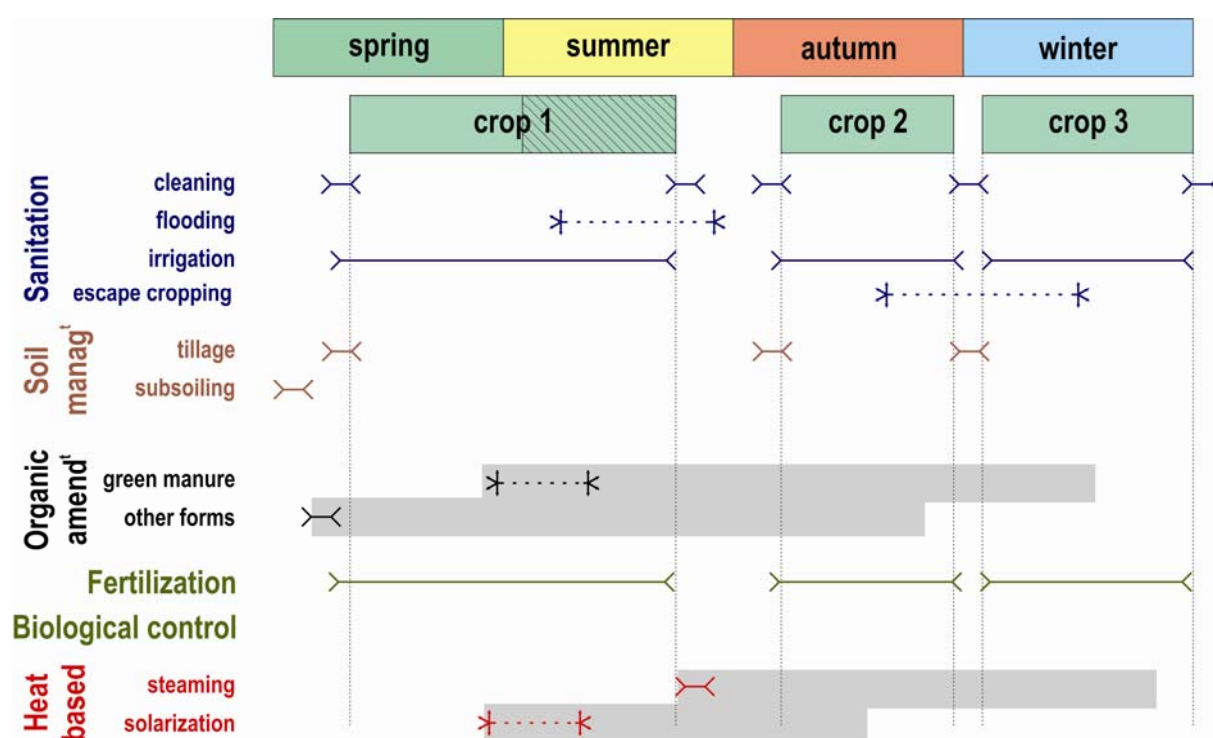 spring summer autumn winter
crop 1 crop 2 crop 3
Sanitation
cleaning
flooding
irrigation
escape cropping
Soil
managᵗ
tillage
subsoiling
Organic
amendᵗ
green manure
other forms
Fertilization
Biological control
Heat
based
steaming
solarization